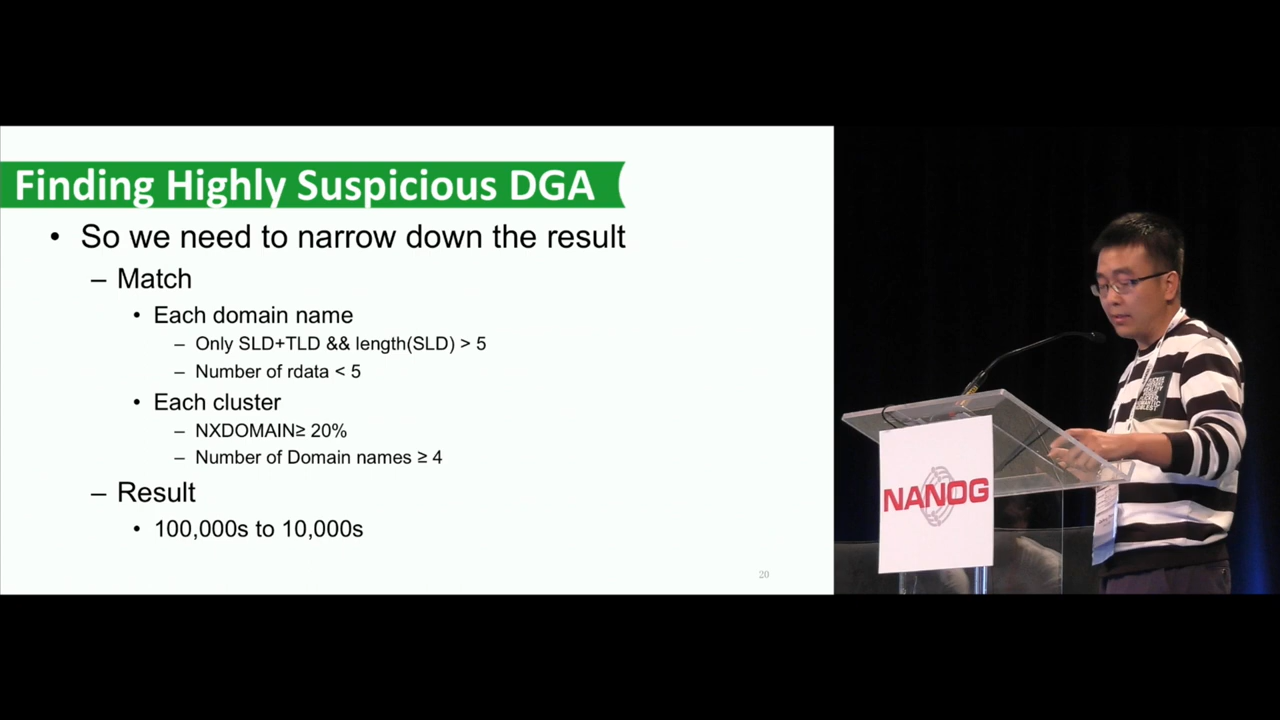 Finding Highly Suspicious DGA
• So we need to narrow down the result
– Match
• Each domain name
– Only SLD+TLD && length(SLD) > 5
– Number of rdata < 5
• Each cluster
– NXDOMAIN≥ 20%
– Number of Domain names ≥ 4
– Result
• 100,000s to 10,000s
20
NANOG